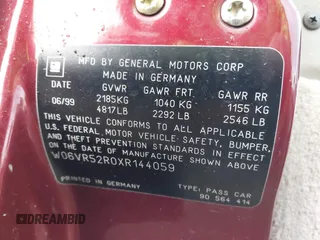 GM
MFD BY GENERAL MOTORS CORP
MADE IN GERMANY
DATE GVWR GAWR FRT. GAWR RR
06/99 2185KG 1040 KG 1155 KG
4817LB 2292 LB 2546 LB
THIS VEHICLE CONFORMS TO ALL APPLICABLE
U.S. FEDERAL MOTOR VEHICLE SAFETY, BUMPER,
AND THEFT PREVENTION STANDARDS IN EFFECT
ON THE DATE OF MANUFACTURE SHOWN ABOVE.
W06VR52R0XR144059
PRINTED IN GERMANY
TYPE: PASS CAR
90 564 414
DREAMBID